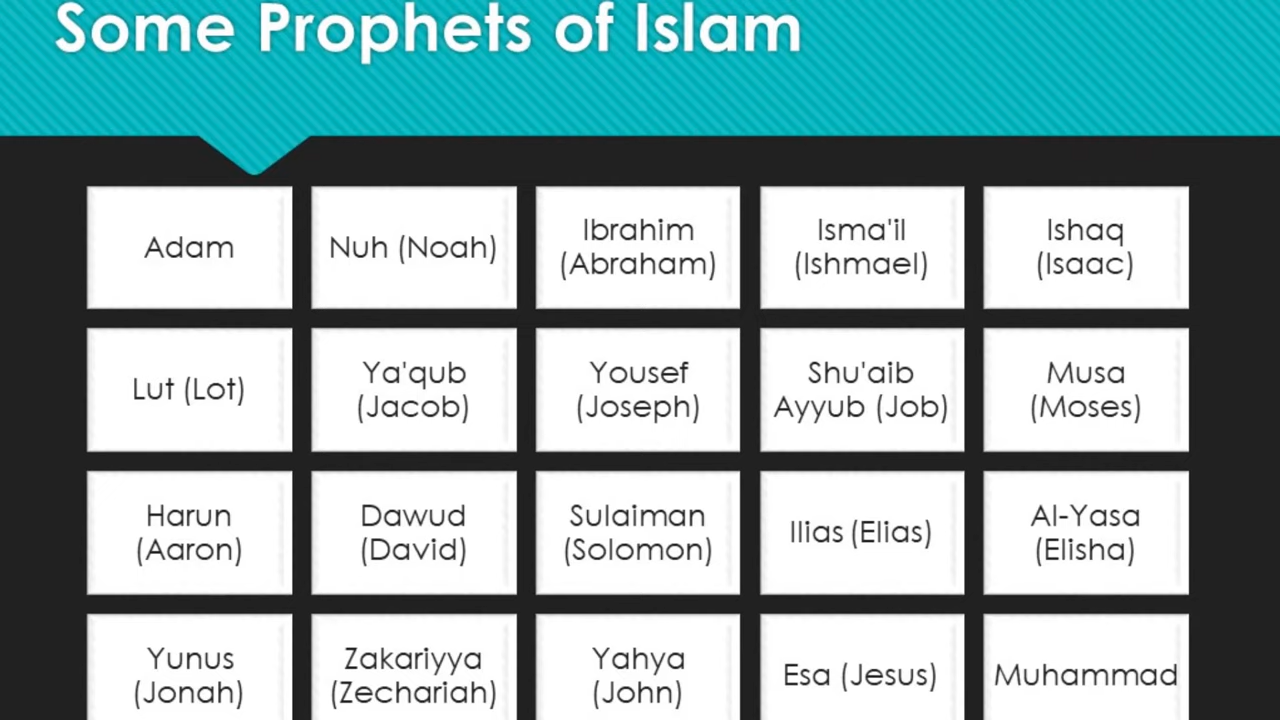 Some Prophets of Islam
Adam
Nuh (Noah)
Ibrahim
(Abraham)
Isma'il
(Ishmael)
Ishaq
(Isaac)
Lut (Lot)
Ya'qub
(Jacob)
Yousef
(Joseph)
Shu'aib
Ayyub (Job)
Musa
(Moses)
Harun
(Aaron)
Dawud
(David)
Sulaiman
(Solomon)
Ilias (Elias)
Al-Yasa
(Elisha)
Yunus
(Jonah)
Zakariyya
(Zechariah)
Yahya
(John)
Esa (Jesus)
Muhammad